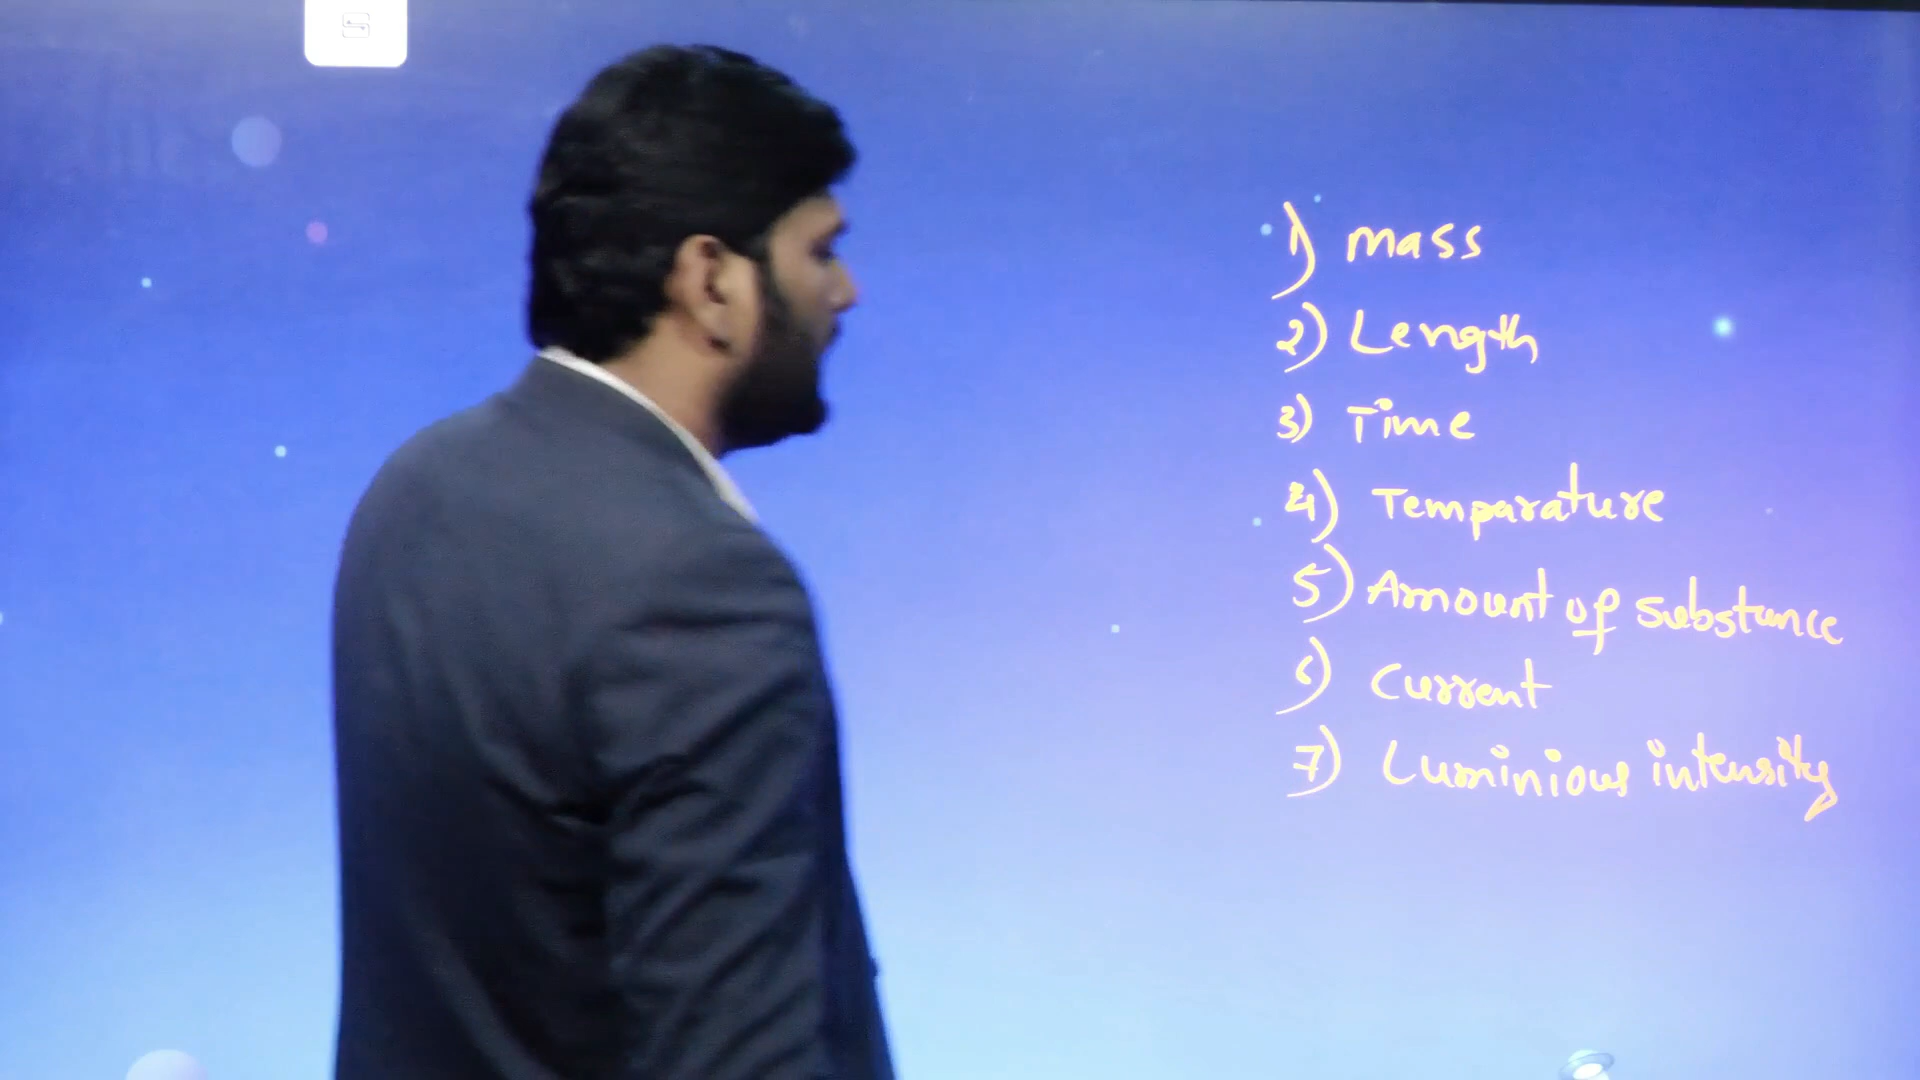 1) mass
2) Length
3) Time
4) Temparature
5) Amount of substance
6) Current
7) Luminious intensity